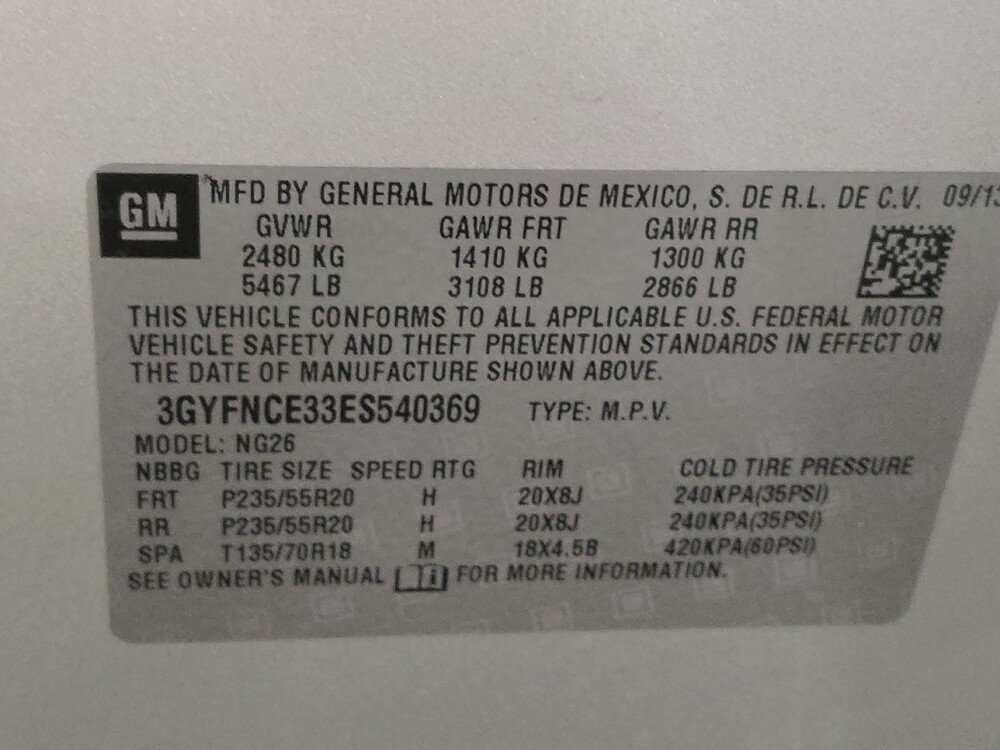 GM MFD BY GENERAL MOTORS DE MEXICO, S. DE R.L. DE C.V. 09/13
GVWR GAWR FRT GAWR RR
2480 KG 1410 KG 1300 KG
5467 LB 3108 LB 2866 LB
THIS VEHICLE CONFORMS TO ALL APPLICABLE U.S. FEDERAL MOTOR
VEHICLE SAFETY AND THEFT PREVENTION STANDARDS IN EFFECT ON
THE DATE OF MANUFACTURE SHOWN ABOVE.
3GYFNCE33ES540369 TYPE: M.P.V.
MODEL: NG26
NBBG TIRE SIZE SPEED RTG RIM COLD TIRE PRESSURE
FRT P235/55R20 H 20X8J 240KPA(35PSI)
RR P235/55R20 H 20X8J 240KPA(35PSI)
SPA T135/70R18 M 18X4.5B 420KPA(60PSI)
SEE OWNER'S MANUAL FOR MORE INFORMATION.